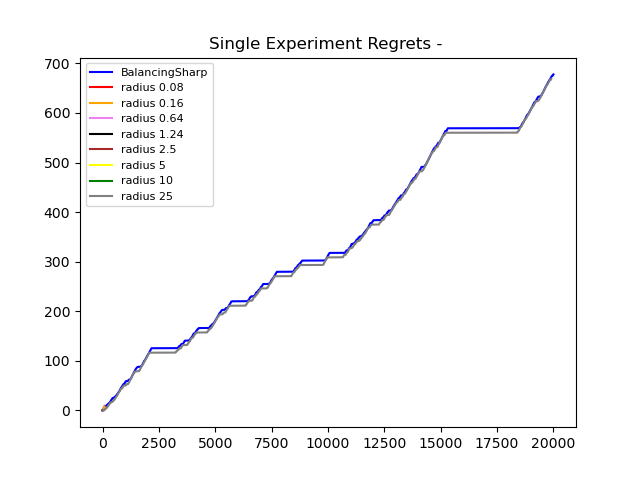 Single Experiment Regrets -
700
600
500
400
300
200
100
0
BalancingSharp
radius 0.08
radius 0.16
radius 0.64
radius 1.24
radius 2.5
radius 5
radius 10
radius 25
0 2500 5000 7500 10000 12500 15000 17500 20000